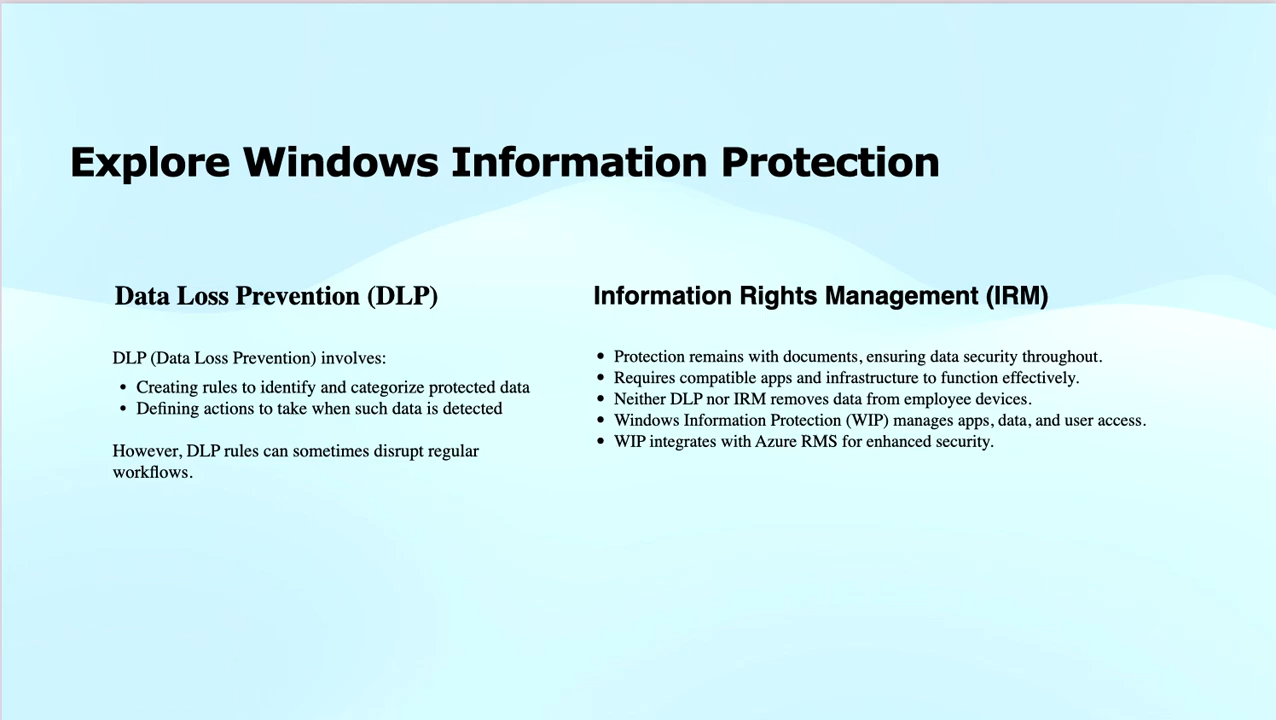 Explore Windows Information Protection
Data Loss Prevention (DLP)
DLP (Data Loss Prevention) involves:
• Creating rules to identify and categorize protected data
• Defining actions to take when such data is detected
However, DLP rules can sometimes disrupt regular
workflows.
Information Rights Management (IRM)
• Protection remains with documents, ensuring data security throughout.
• Requires compatible apps and infrastructure to function effectively.
• Neither DLP nor IRM removes data from employee devices.
• Windows Information Protection (WIP) manages apps, data, and user access.
• WIP integrates with Azure RMS for enhanced security.